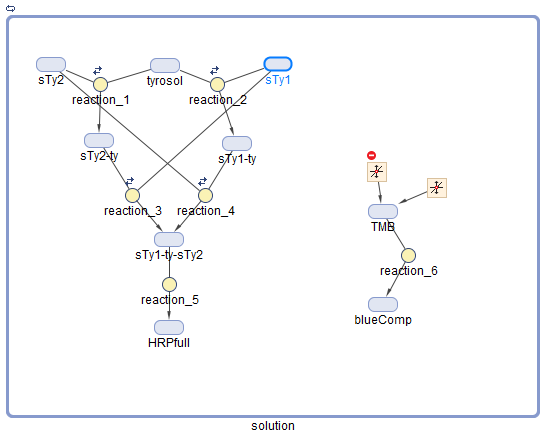 sTy2
tyrosol
sTy1
reaction_1
reaction_2
sTy2-ty
sTy1-ty
reaction_3
reaction_4
TMB
sTy1-ty-sTy2
reaction_6
reaction_5
blueComp
HRPfull
solution